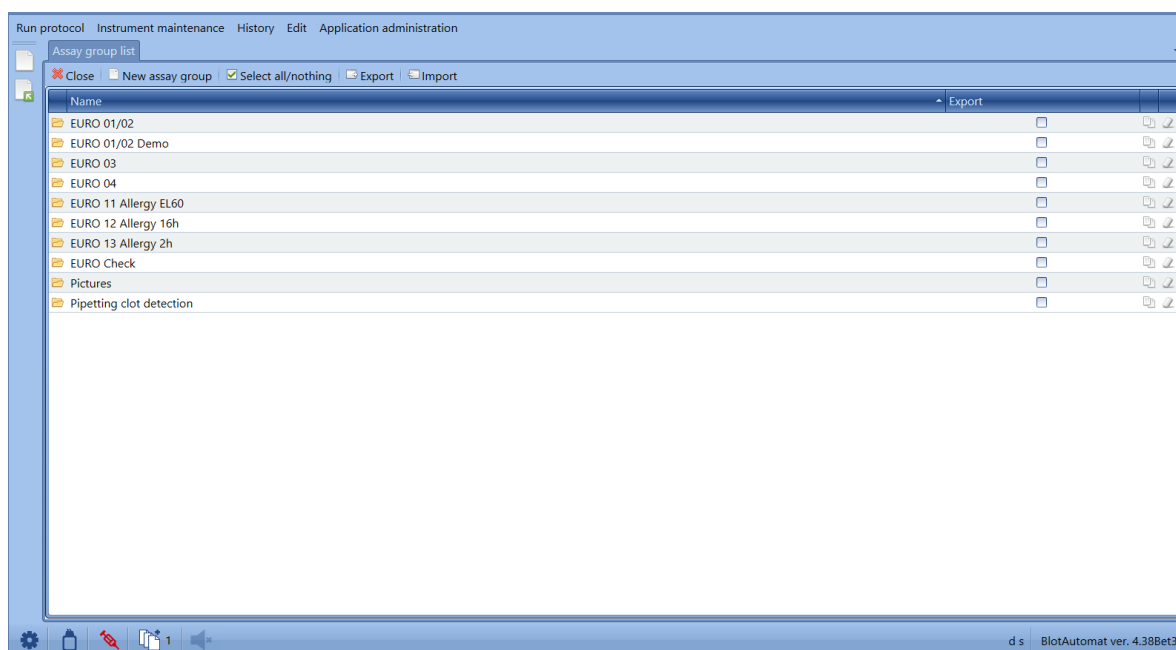 Run protocol Instrument maintenance History Edit Application administration
Assay group list
Close New assay group Select all/nothing Export Import
Name Export
EURO 01/02
EURO 01/02 Demo
EURO 03
EURO 04
EURO 11 Allergy EL60
EURO 12 Allergy 16h
EURO 13 Allergy 2h
EURO Check
Pictures
Pipetting clot detection
1 d s BlotAutomat ver. 4.38Bet3